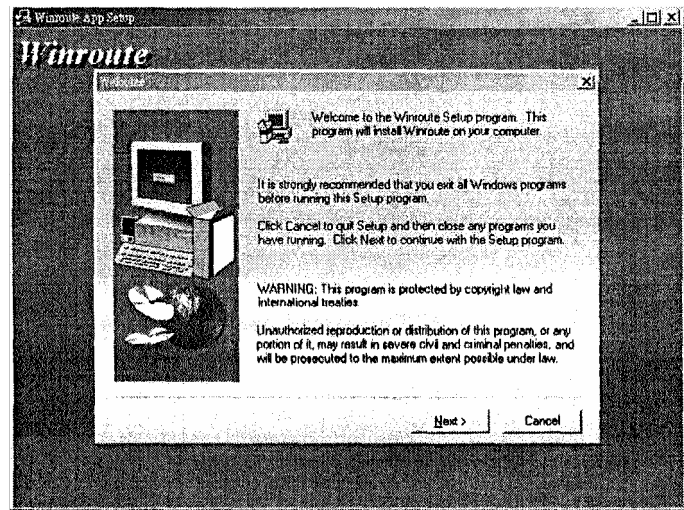 Winroute App Setup
Winroute
Welcome
Welcome to the Winroute Setup program. This
program will install Winroute on your computer.
It is strongly recommended that you exit all Windows programs
before running this Setup program.
Click Cancel to quit Setup and then close any programs you
have running. Click Next to continue with the Setup program.
WARNING: This program is protected by copyright law and
international treaties.
Unauthorized reproduction or distribution of this program, or any
portion of it, may result in severe civil and criminal penalties, and
will be prosecuted to the maximum extent possible under law.
Next >
Cancel